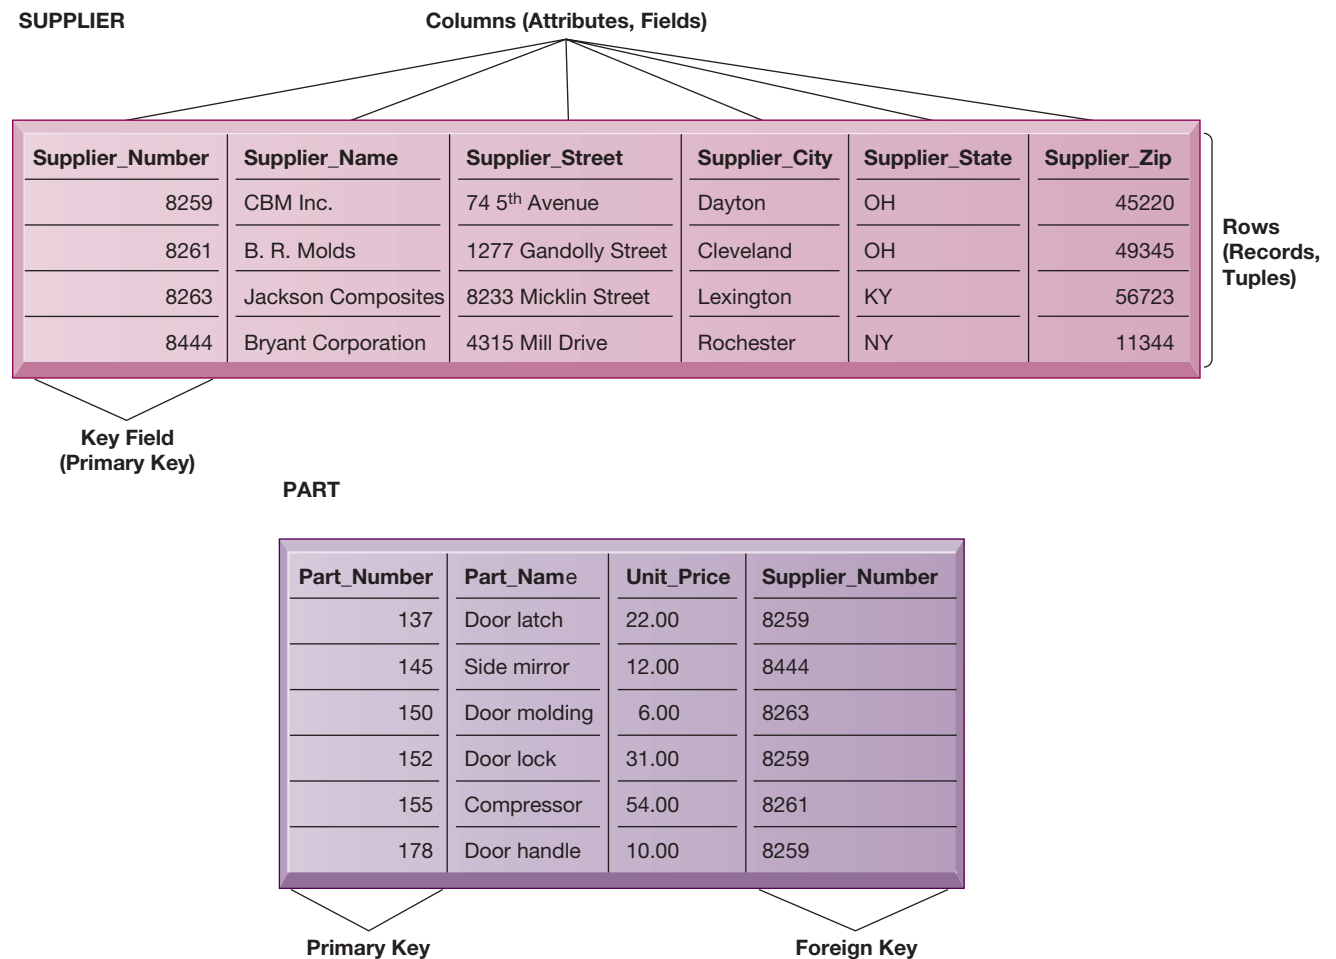 SUPPLIER Columns (Attributes, Fields)
Supplier_Number Supplier_Name Supplier_Street Supplier_City Supplier_State Supplier_Zip
8259 CBM Inc. 74 5th Avenue Dayton OH 45220
8261 B. R. Molds 1277 Gandolly Street Cleveland OH 49345
8263 Jackson Composites 8233 Micklin Street Lexington KY 56723
8444 Bryant Corporation 4315 Mill Drive Rochester NY 11344
Rows
(Records,
Tuples)
Key Field
(Primary Key)
PART
Part_Number Part_Name Unit_Price Supplier_Number
137 Door latch 22.00 8259
145 Side mirror 12.00 8444
150 Door molding 6.00 8263
152 Door lock 31.00 8259
155 Compressor 54.00 8261
178 Door handle 10.00 8259
Primary Key Foreign Key